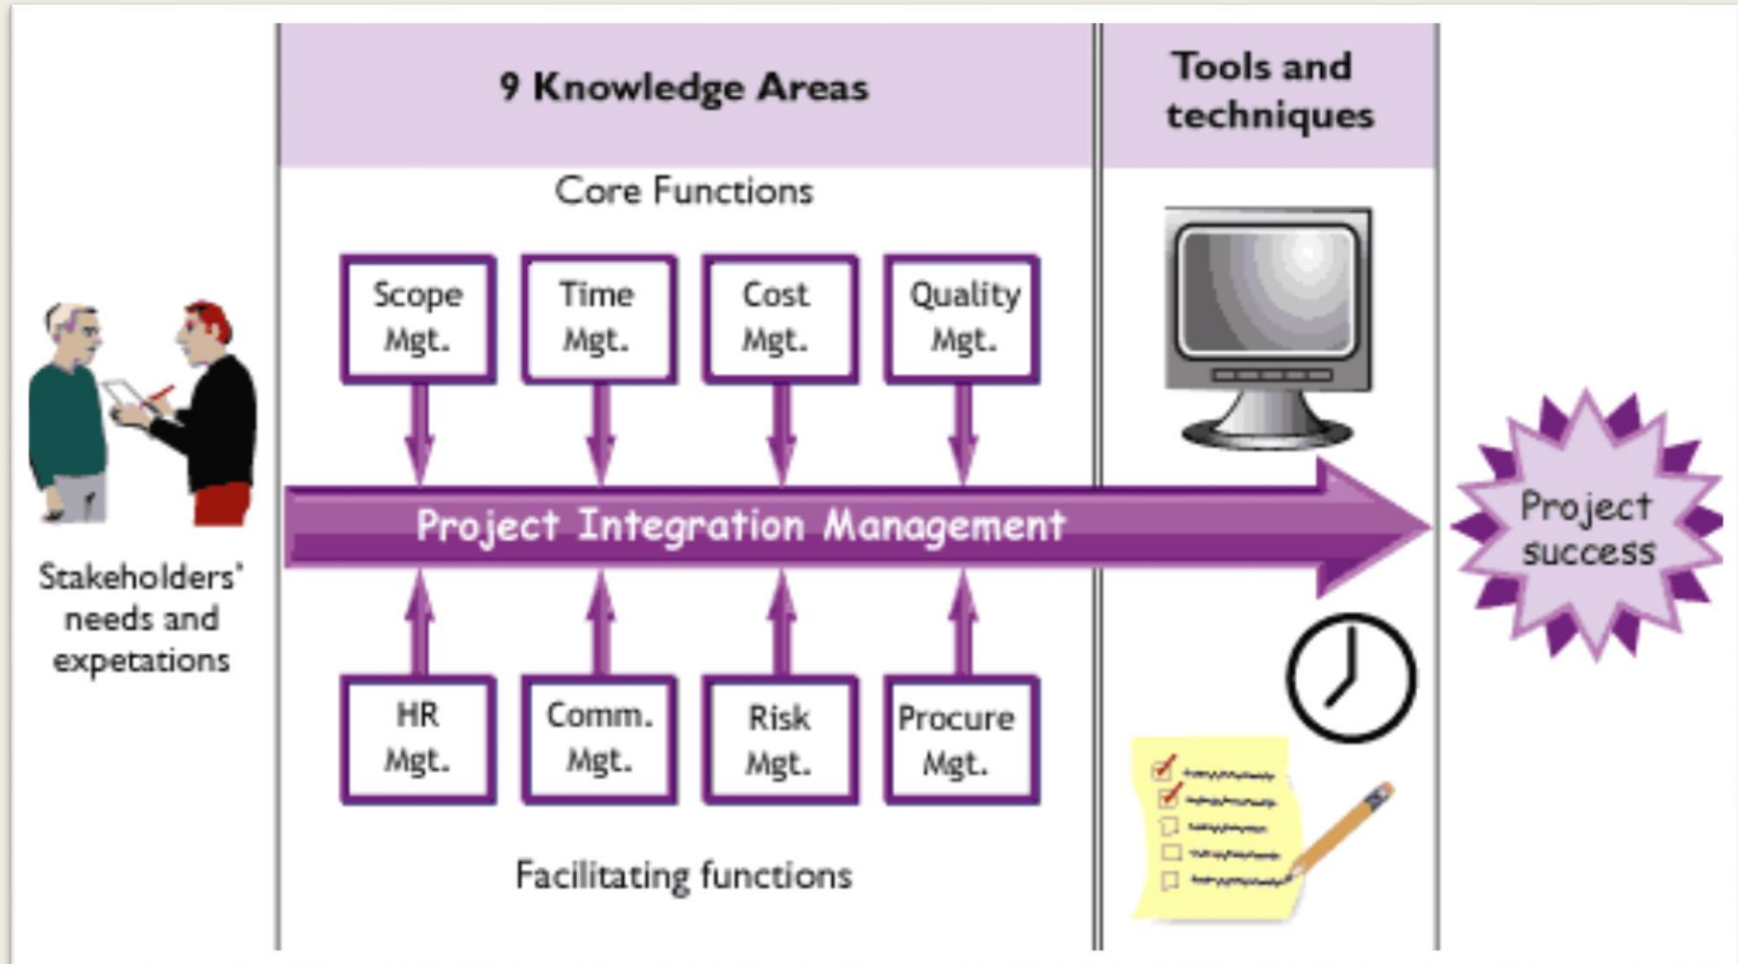 9 Knowledge Areas
Tools and
techniques
Core Functions
Scope
Mgt.
Time
Mgt.
Cost
Mgt.
Quality
Mgt.
Project Integration Management
Project
success
Stakeholders'
needs and
expetations
HR
Mgt.
Comm.
Mgt.
Risk
Mgt.
Procure
Mgt.
Facilitating functions